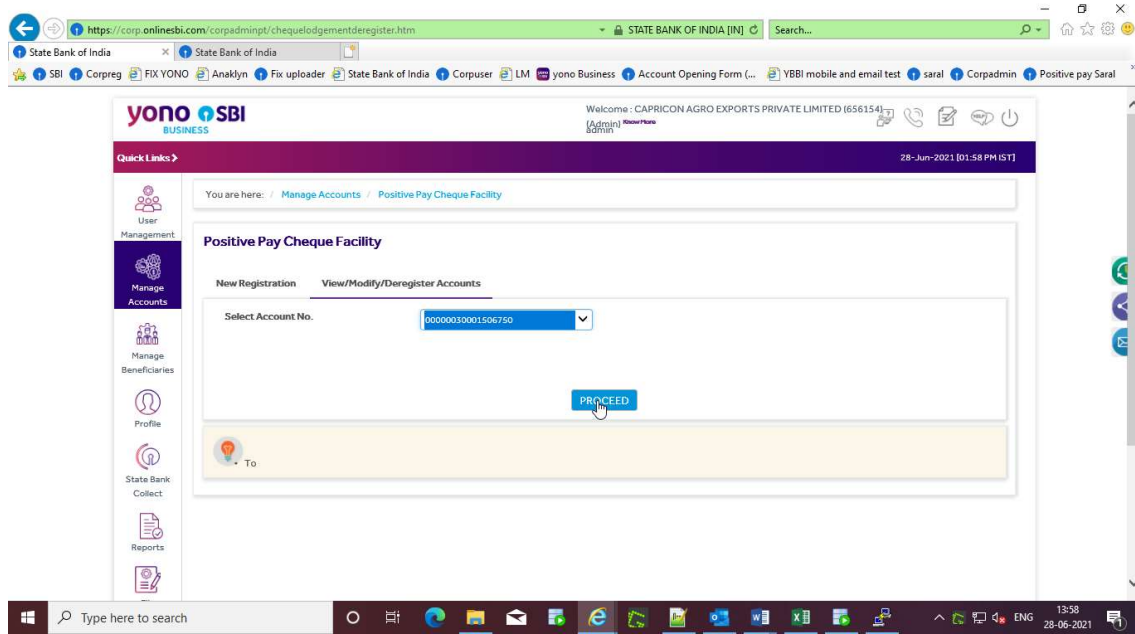 https://corp.onlinesbi.com/corpadminpt/chequelodgementderegister.htm
STATE BANK OF INDIA [IN]
Search...
State Bank of India
State Bank of India
SBI Corpreg FIX YONO Anaklyn Fix uploader State Bank of India Corpuser LM yono Business Account Opening Form (... YBBI mobile and email test saral Corpadmin Positive pay Saral
yono SBI
BUSINESS
Welcome : CAPRICON AGRO EXPORTS PRIVATE LIMITED (656154)
(Admin) Know More
admin
HELP
Quick Links >
28-Jun-2021 [01:58 PM IST]
You are here: / Manage Accounts / Positive Pay Cheque Facility
User
Management
Positive Pay Cheque Facility
Manage
Accounts
New Registration View/Modify/Deregister Accounts
Select Account No. 00000030001506750
Manage
Beneficiaries
PROCEED
Profile
• To
State Bank
Collect
Reports
Type here to search
ENG
13:58
28-06-2021